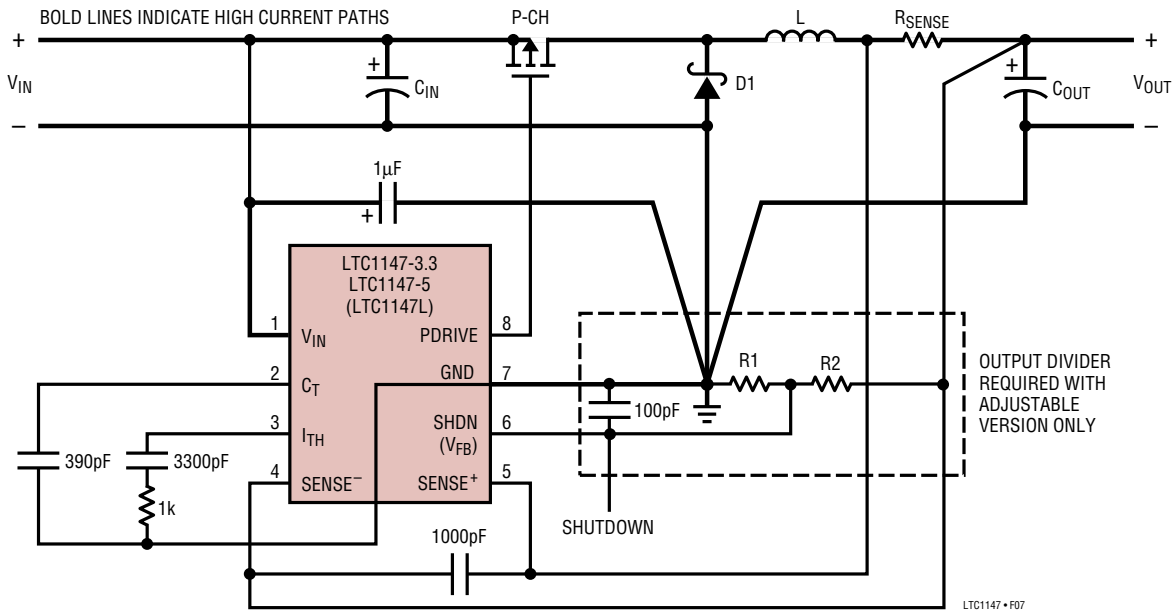 BOLD LINES INDICATE HIGH CURRENT PATHS
P-CH
L
RSENSE
+
+
VIN
+
CIN
D1
+
COUT
VOUT
–
–
1µF
+
LTC1147-3.3
LTC1147-5
(LTC1147L)
1
VIN
PDRIVE
8
2
CT
GND
7
3
ITH
SHDN
(VFB)
6
4
SENSE–
SENSE+
5
390pF
3300pF
1k
1000pF
100pF
R1
R2
OUTPUT DIVIDER
REQUIRED WITH
ADJUSTABLE
VERSION ONLY
SHUTDOWN
LTC1147 • F07